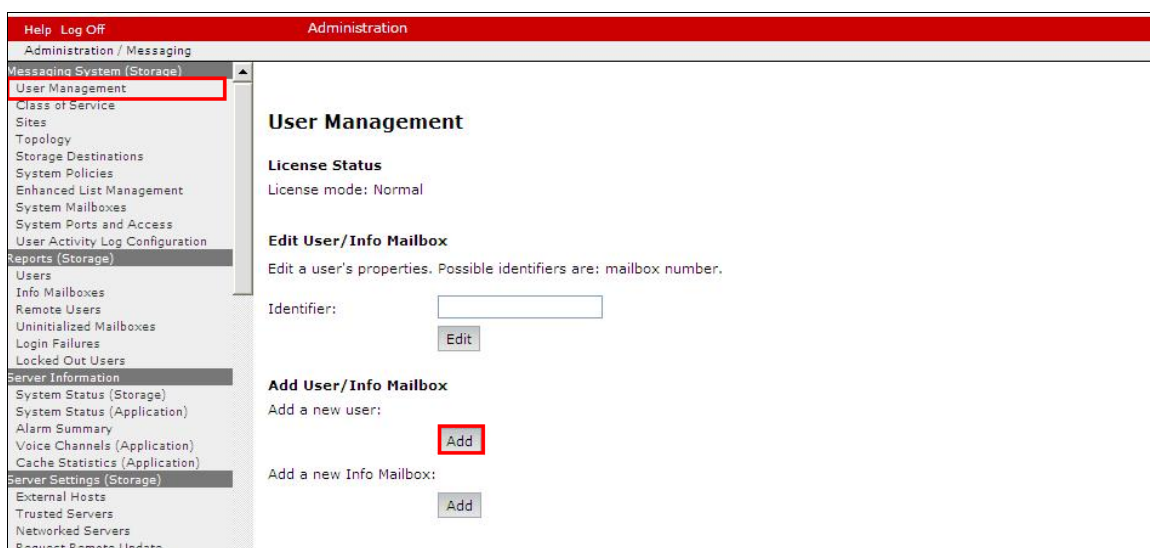 Help Log Off
Administration
Administration / Messaging
Messaging System (Storage)
User Management
Class of Service
Sites
Topology
Storage Destinations
System Policies
Enhanced List Management
System Mailboxes
System Ports and Access
User Activity Log Configuration
Reports (Storage)
Users
Info Mailboxes
Remote Users
Uninitialized Mailboxes
Login Failures
Locked Out Users
Server Information
System Status (Storage)
System Status (Application)
Alarm Summary
Voice Channels (Application)
Cache Statistics (Application)
Server Settings (Storage)
External Hosts
Trusted Servers
Networked Servers
Request Remote Update
User Management
License Status
License mode: Normal
Edit User/Info Mailbox
Edit a user's properties. Possible identifiers are: mailbox number.
Identifier:
Edit
Add User/Info Mailbox
Add a new user:
Add
Add a new Info Mailbox:
Add